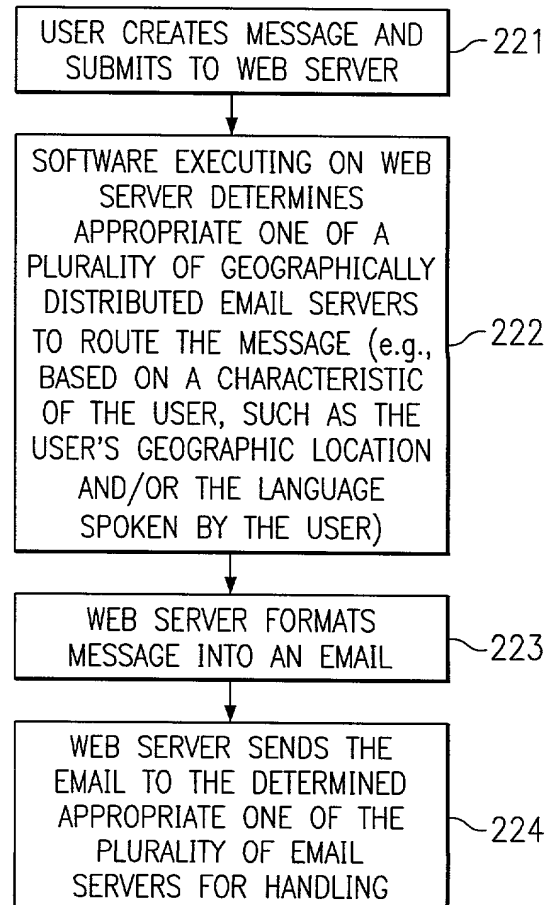 USER CREATES MESSAGE AND
SUBMITS TO WEB SERVER
221
SOFTWARE EXECUTING ON WEB
SERVER DETERMINES
APPROPRIATE ONE OF A
PLURALITY OF GEOGRAPHICALLY
DISTRIBUTED EMAIL SERVERS
TO ROUTE THE MESSAGE (e.g.,
BASED ON A CHARACTERISTIC
OF THE USER, SUCH AS THE
USER'S GEOGRAPHIC LOCATION
AND/OR THE LANGUAGE
SPOKEN BY THE USER)
222
WEB SERVER FORMATS
MESSAGE INTO AN EMAIL
223
WEB SERVER SENDS THE
EMAIL TO THE DETERMINED
APPROPRIATE ONE OF THE
PLURALITY OF EMAIL
SERVERS FOR HANDLING
224